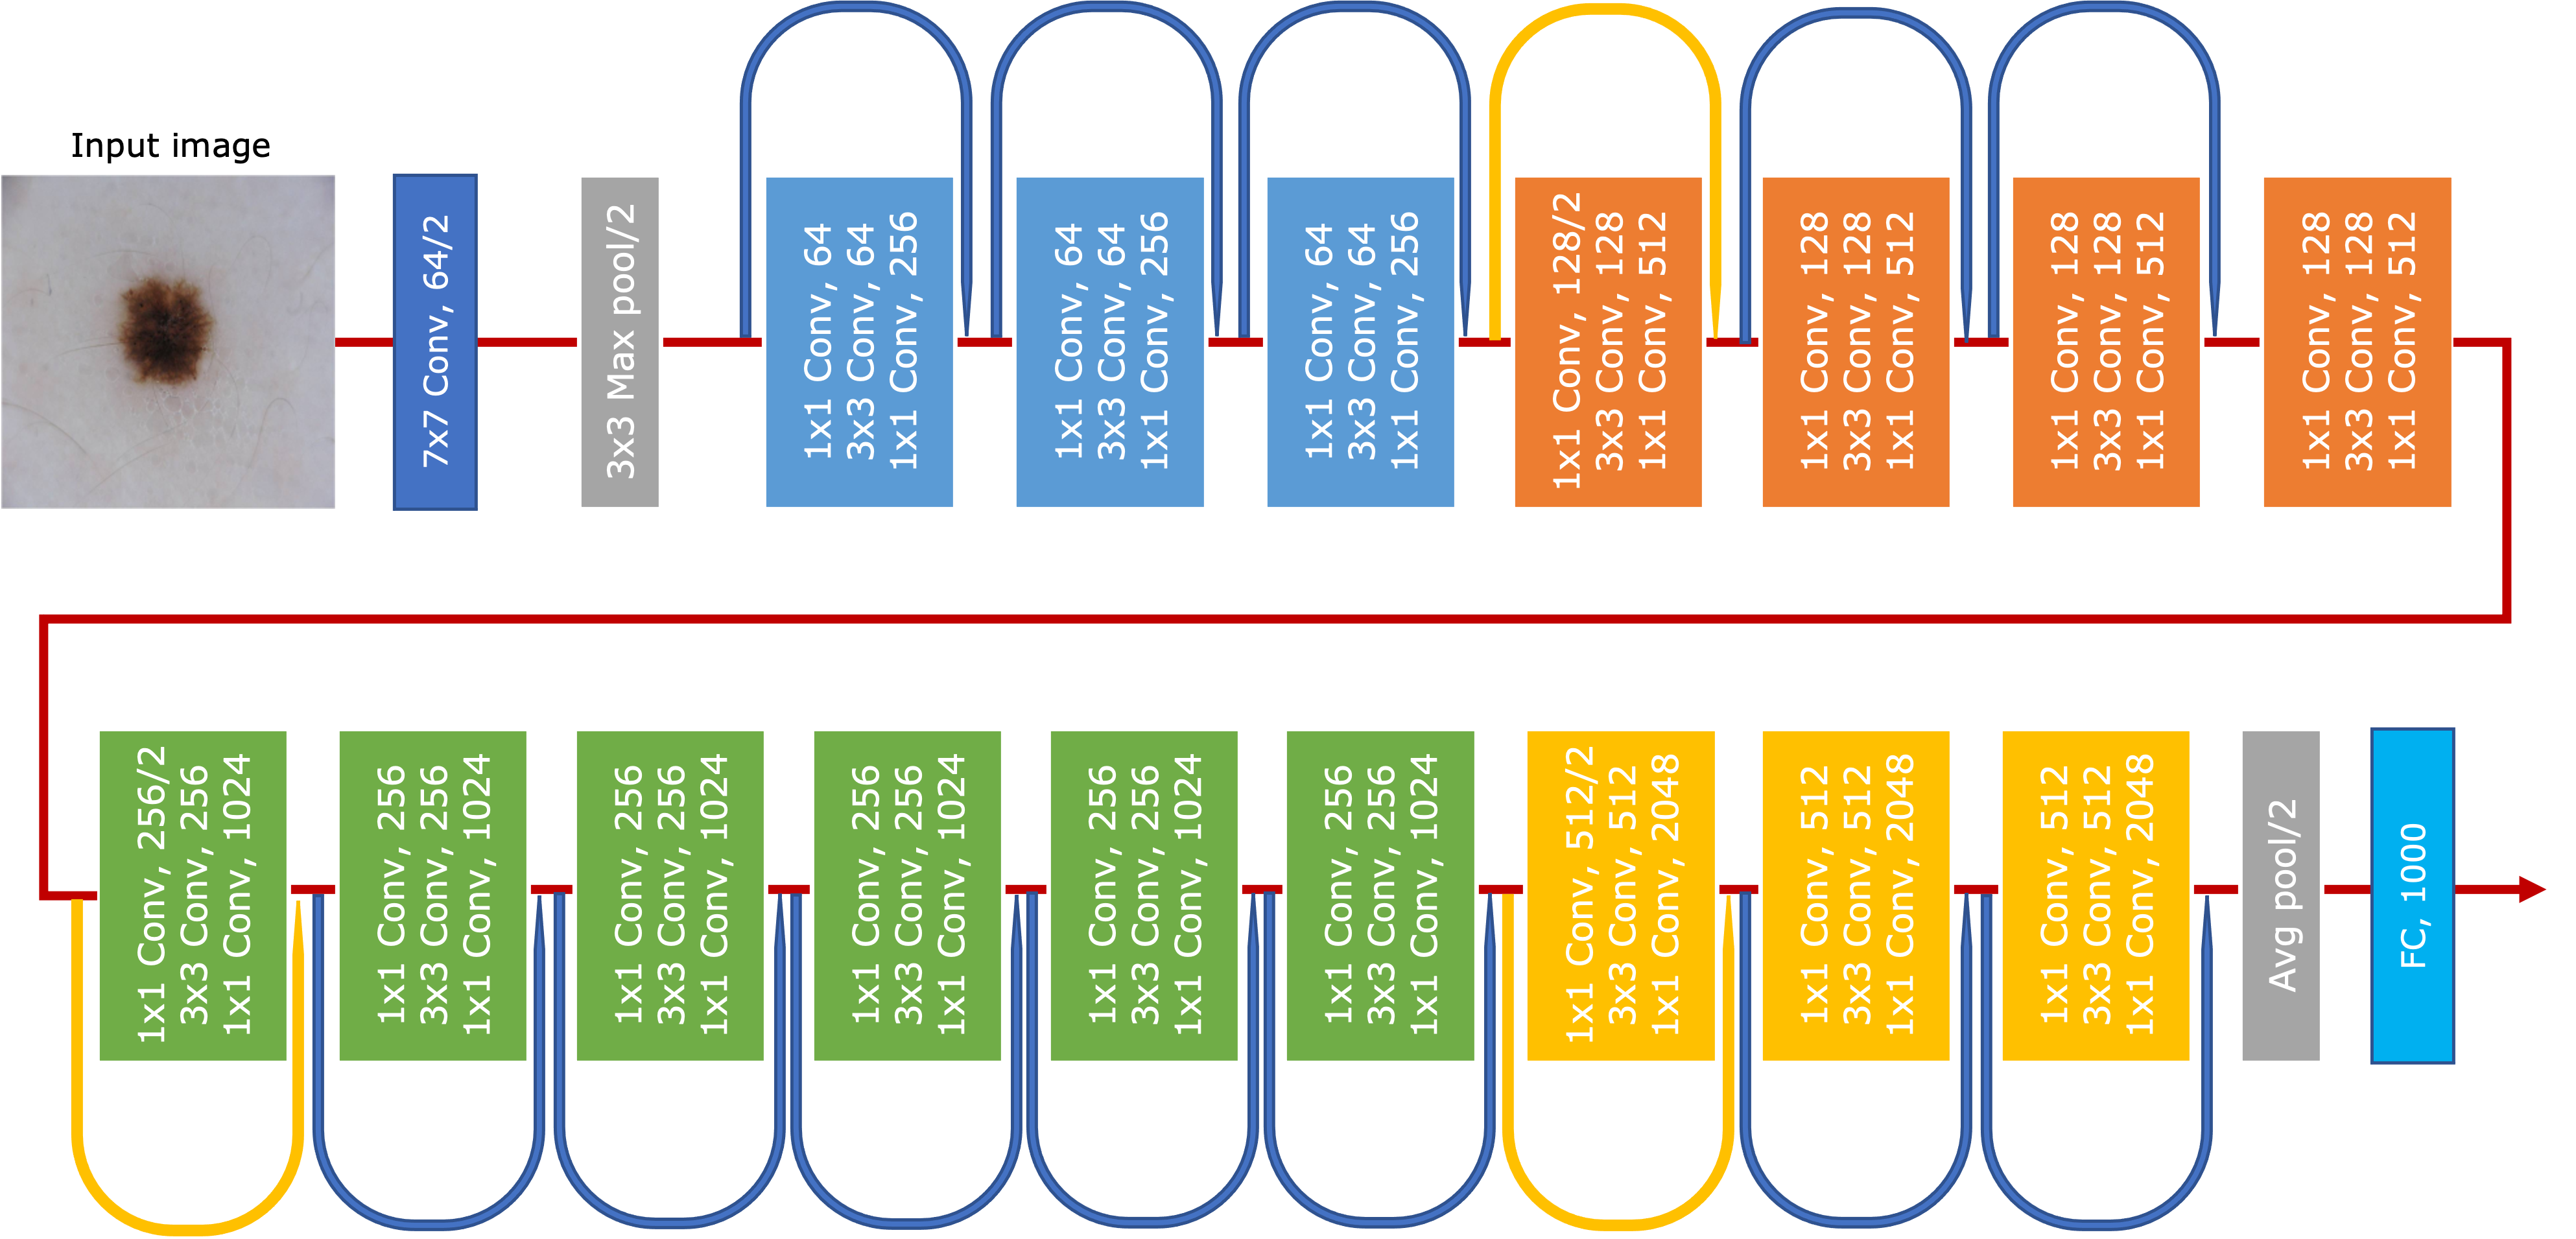 Input image
7x7 Conv, 64/2
3x3 Max pool/2
1x1 Conv, 64
3x3 Conv, 64
1x1 Conv, 256
1x1 Conv, 64
3x3 Conv, 64
1x1 Conv, 256
1x1 Conv, 64
3x3 Conv, 64
1x1 Conv, 256
1x1 Conv, 128/2
3x3 Conv, 128
1x1 Conv, 512
1x1 Conv, 128
3x3 Conv, 128
1x1 Conv, 512
1x1 Conv, 128
3x3 Conv, 128
1x1 Conv, 512
1x1 Conv, 128
3x3 Conv, 128
1x1 Conv, 512
1x1 Conv, 256/2
3x3 Conv, 256
1x1 Conv, 1024
1x1 Conv, 256
3x3 Conv, 256
1x1 Conv, 1024
1x1 Conv, 256
3x3 Conv, 256
1x1 Conv, 1024
1x1 Conv, 256
3x3 Conv, 256
1x1 Conv, 1024
1x1 Conv, 256
3x3 Conv, 256
1x1 Conv, 1024
1x1 Conv, 256
3x3 Conv, 256
1x1 Conv, 1024
1x1 Conv, 512/2
3x3 Conv, 512
1x1 Conv, 2048
1x1 Conv, 512
3x3 Conv, 512
1x1 Conv, 2048
1x1 Conv, 512
3x3 Conv, 512
1x1 Conv, 2048
Avg pool/2
FC, 1000